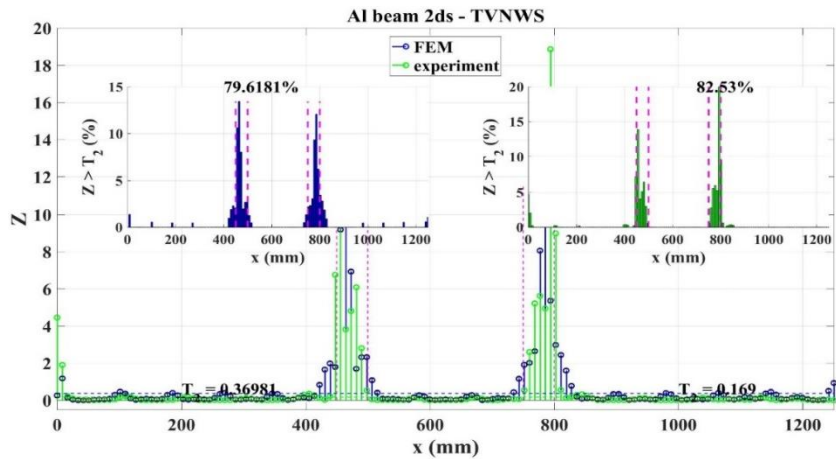 Al beam 2ds - TVNWS
FEM
experiment
79.6181%
82.53%
Z > T2 (%)
15
10
5
0
0 200 400 600 800 1000 1200
x (mm)
Z > T2 (%)
20
15
10
5
0
0 200 400 600 800 1000 1200
x (mm)
Z
20
18
16
14
12
10
8
6
4
2
0
T2 = 0.36981
T2 = 0.169
0 200 400 600 800 1000 1200
x (mm)